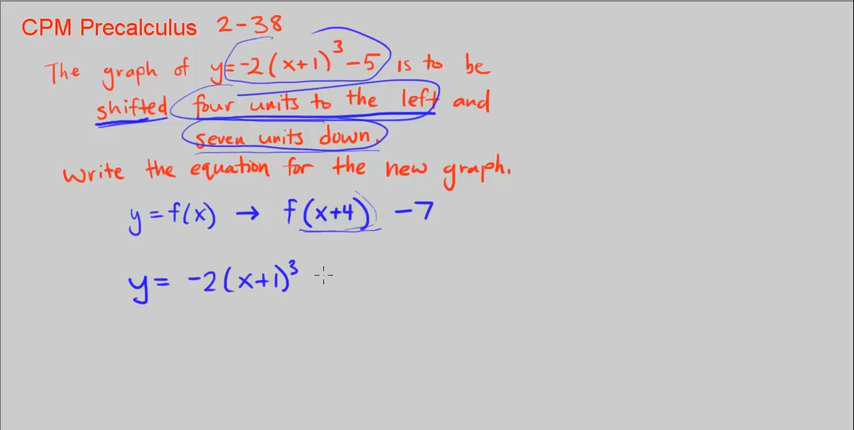 CPM Precalculus 2-38
The graph of y=-2(x+1)³-5 is to be
shifted four units to the left and
seven units down.
Write the equation for the new graph.
y=f(x) → f(x+4) -7
y= -2(x+1)³